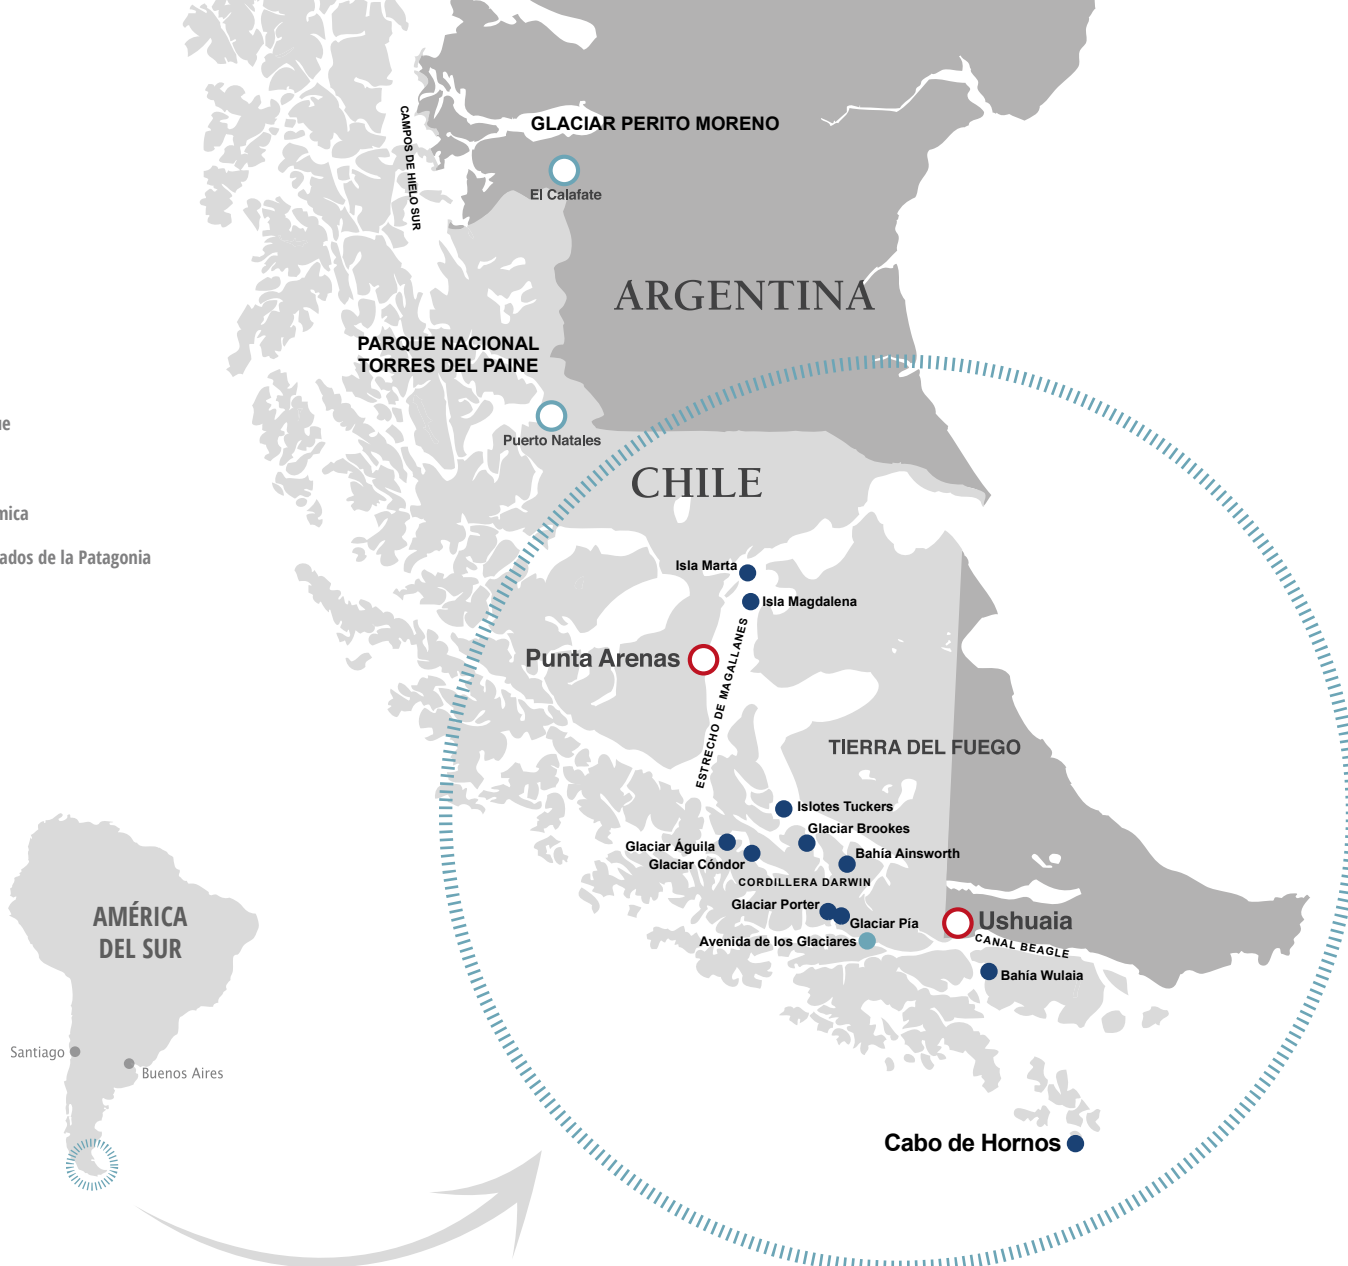 CAMPOS DE HIELO SUR
GLACIAR PERITO MORENO
El Calafate
ARGENTINA
PARQUE NACIONAL
TORRES DEL PAINE
Puerto Natales
CHILE
ados de la Patagonia
Isla Marta
Isla Magdalena
Punta Arenas
ESTRECHO DE MAGALLANES
TIERRA DEL FUEGO
Islotes Tuckers
Glaciar Brookes
Glaciar Águila
Bahía Ainsworth
Glaciar Cóndor
CORDILLERA DARWIN
Glaciar Porter
Glaciar Pía
Ushuaia
Avenida de los Glaciares
CANAL BEAGLE
Bahía Wulaia
Cabo de Hornos
AMÉRICA
DEL SUR
Santiago
Buenos Aires